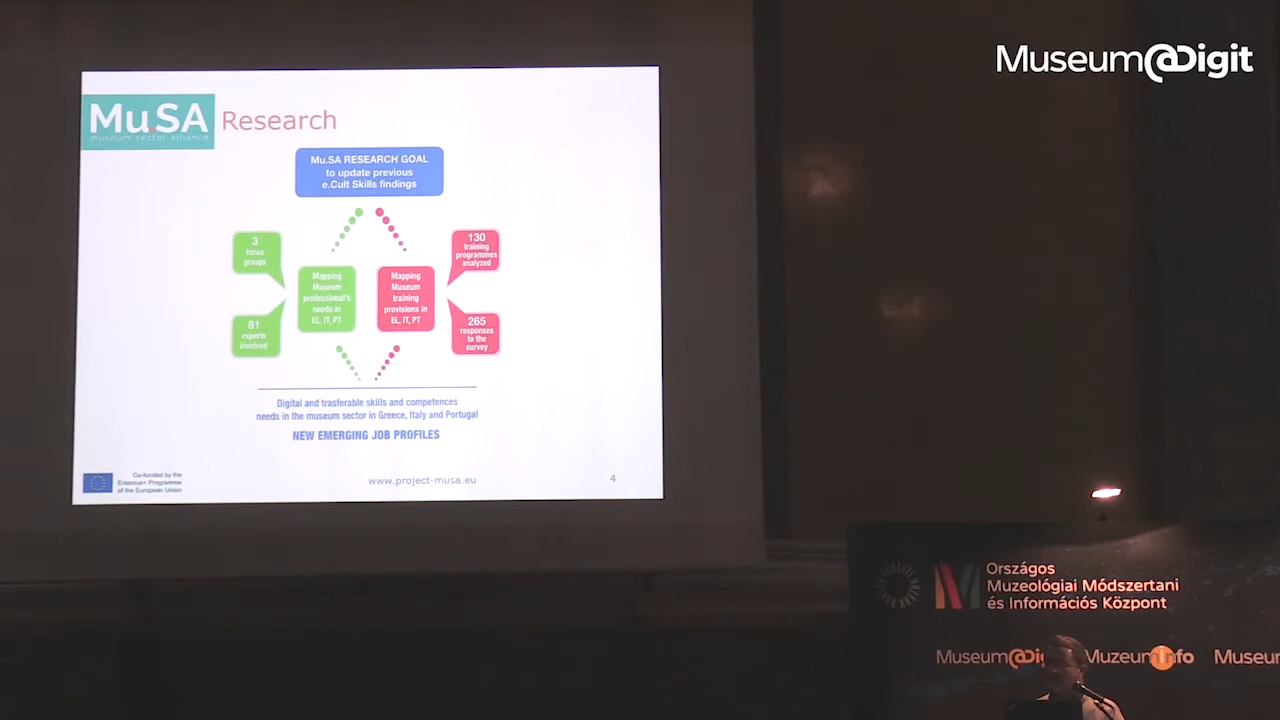 Museum@Digit
Mu.SA
museum sector alliance
Research
Mu.SA RESEARCH GOAL
to update previous
e.Cult Skills findings
3
focus
groups
130
training
programmes
analyzed
Mapping
Museum
professional's
needs in
EL, IT, PT
Mapping
Museum
training
provisions in
EL, IT, PT
81
experts
involved
265
responses
to the
survey
Digital and trasferable skills and competences
needs in the museum sector in Greece, Italy and Portugal
NEW EMERGING JOB PROFILES
Co-funded by the
Erasmus+ Programme
of the European Union
www.project-musa.eu
4
Országos
Muzeológiai Módszertani
és Információs Központ
Museum@Digi
Muzeuminfo
Museum